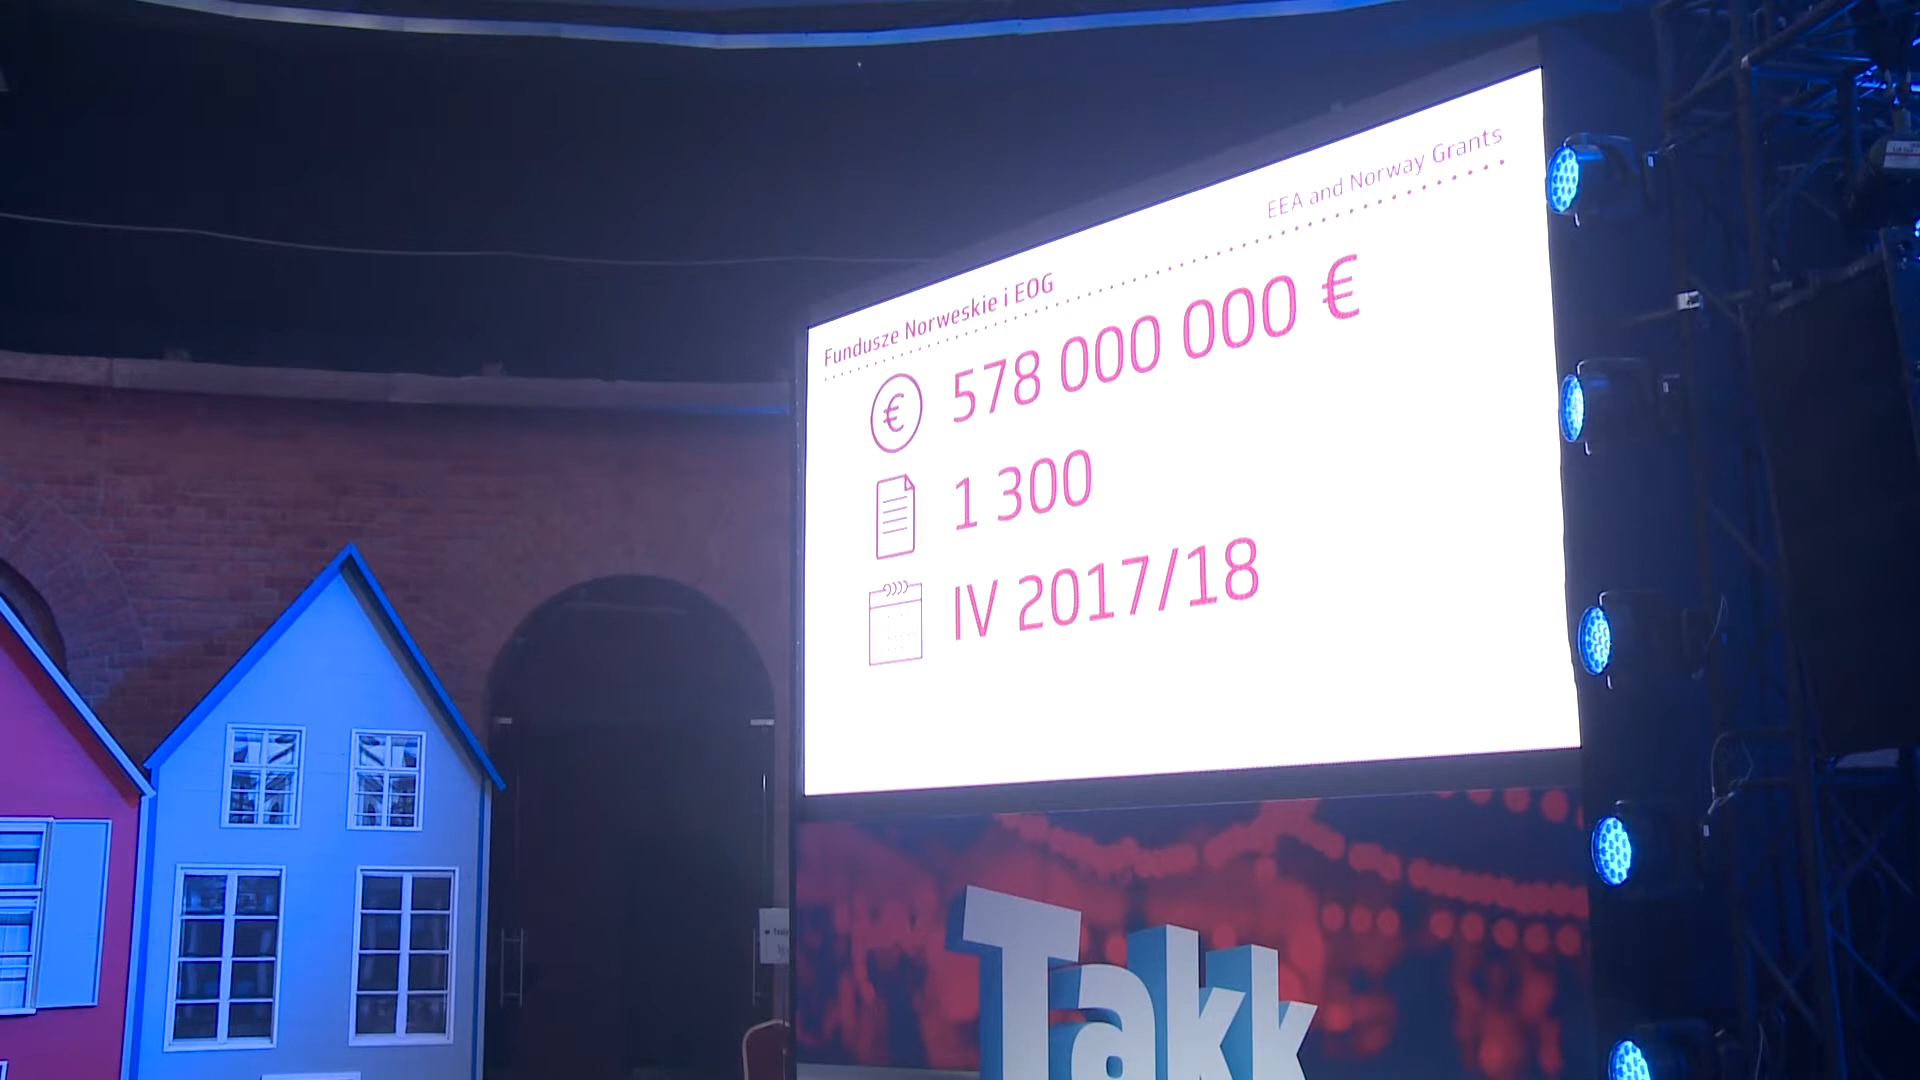 Fundusze Norweskie i EOG
EEA and Norway Grants
€ 578 000 000 €
1 300
IV 2017/18
Takk